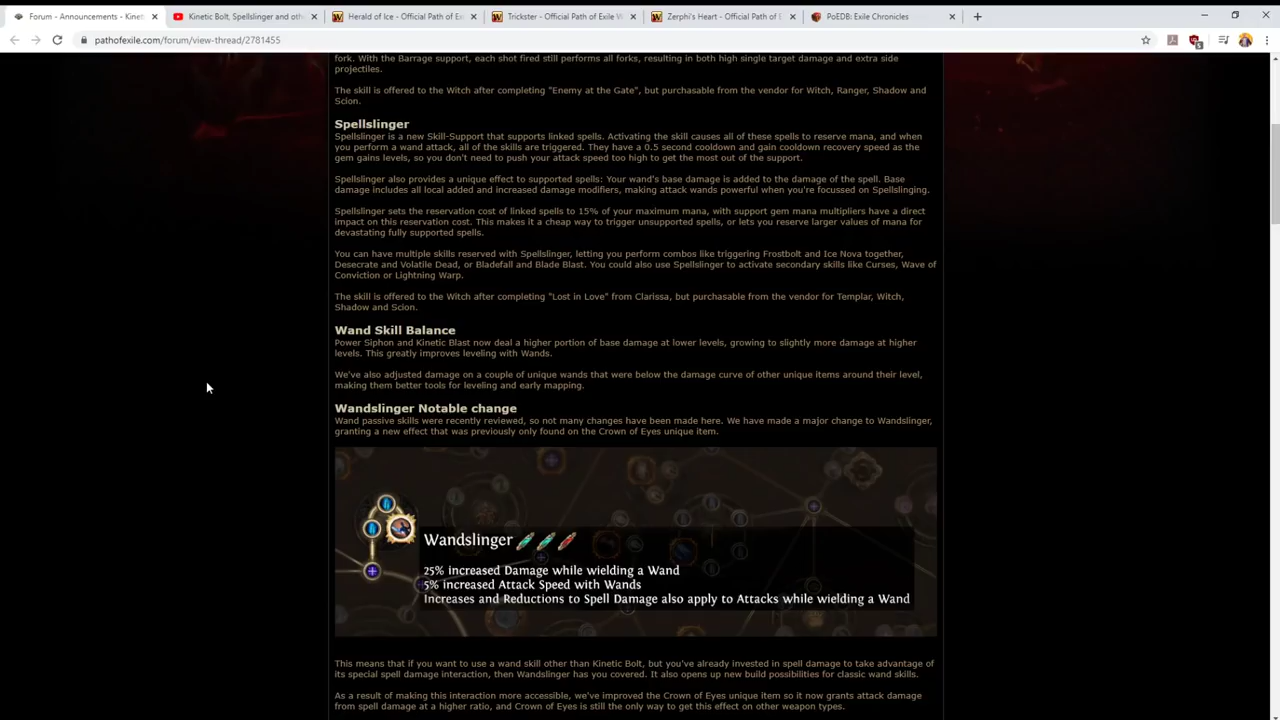 Forum - Announcements - Kinet
Kinetic Bolt, Spellslinger and oth
Herald of Ice - Official Path of Ex
Trickster - Official Path of Exile W
Zerphi's Heart - Official Path of E
PoEDB: Exile Chronicles
pathofexile.com/forum/view-thread/2781455
fork. With the Barrage support, each shot fired still performs all forks, resulting in both high single target damage and extra side
projectiles.
The skill is offered to the Witch after completing "Enemy at the Gate", but purchasable from the vendor for Witch, Ranger, Shadow and
Scion.
Spellslinger
Spellslinger is a new Skill-Support that supports linked spells. Activating the skill causes all of these spells to reserve mana, and when
you perform a wand attack, all of the skills are triggered. They have a 0.5 second cooldown and gain cooldown recovery speed as the
gem gains levels, so you don't need to push your attack speed too high to get the most out of the support.
Spellslinger also provides a unique effect to supported spells: Your wand's base damage is added to the damage of the spell. Base
damage includes all local added and increased damage modifiers, making attack wands powerful when you're focussed on Spellslinging.
Spellslinger sets the reservation cost of linked spells to 15% of your maximum mana, with support gem mana multipliers have a direct
impact on this reservation cost. This makes it a cheap way to trigger unsupported spells, or lets you reserve larger values of mana for
devastating fully supported spells.
You can have multiple skills reserved with Spellslinger, letting you perform combos like triggering Frostbolt and Ice Nova together,
Desecrate and Volatile Dead, or Bladefall and Blade Blast. You could also use Spellslinger to activate secondary skills like Curses, Wave of
Conviction or Lightning Warp.
The skill is offered to the Witch after completing "Lost in Love" from Clarissa, but purchasable from the vendor for Templar, Witch,
Shadow and Scion.
Wand Skill Balance
Power Siphon and Kinetic Blast now deal a higher portion of base damage at lower levels, growing to slightly more damage at higher
levels. This greatly improves leveling with Wands.
We've also adjusted damage on a couple of unique wands that were below the damage curve of other unique items around their level,
making them better tools for leveling and early mapping.
Wandslinger Notable change
Wand passive skills were recently reviewed, so not many changes have been made here. We have made a major change to Wandslinger,
granting a new effect that was previously only found on the Crown of Eyes unique item.
Wandslinger
25% increased Damage while wielding a Wand
5% increased Attack Speed with Wands
Increases and Reductions to Spell Damage also apply to Attacks while wielding a Wand
This means that if you want to use a wand skill other than Kinetic Bolt, but you've already invested in spell damage to take advantage of
its special spell damage interaction, then Wandslinger has you covered. It also opens up new build possibilities for classic wand skills.
As a result of making this interaction more accessible, we've improved the Crown of Eyes unique item so it now grants attack damage
from spell damage at a higher ratio, and Crown of Eyes is still the only way to get this effect on other weapon types.